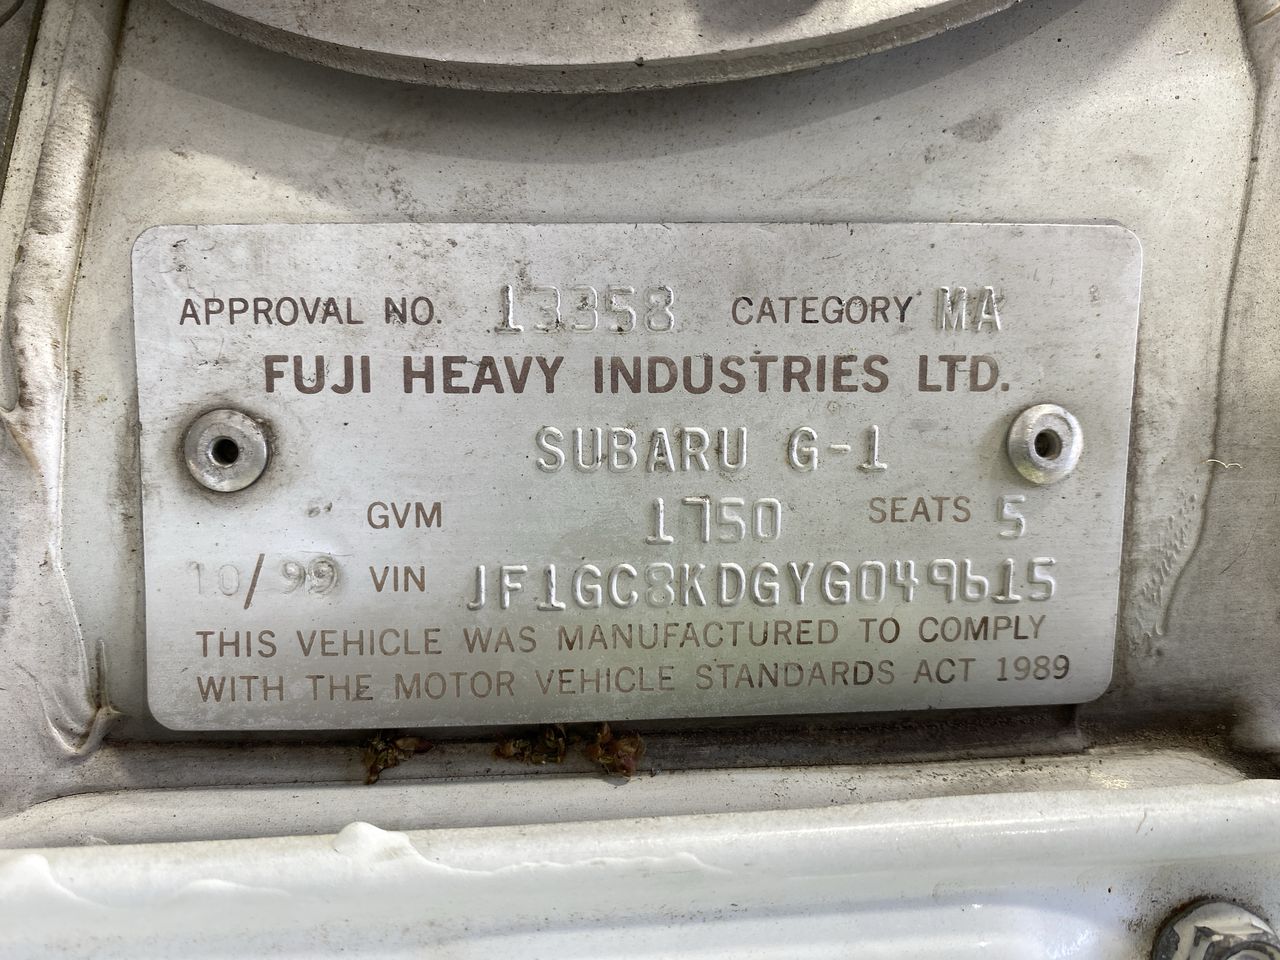 APPROVAL NO. 13358 CATEGORY MA
FUJI HEAVY INDUSTRIES LTD.
SUBARU G-1
GVM 1750 SEATS 5
10/99 VIN JF1GC8KDGYG049615
THIS VEHICLE WAS MANUFACTURED TO COMPLY
WITH THE MOTOR VEHICLE STANDARDS ACT 1989